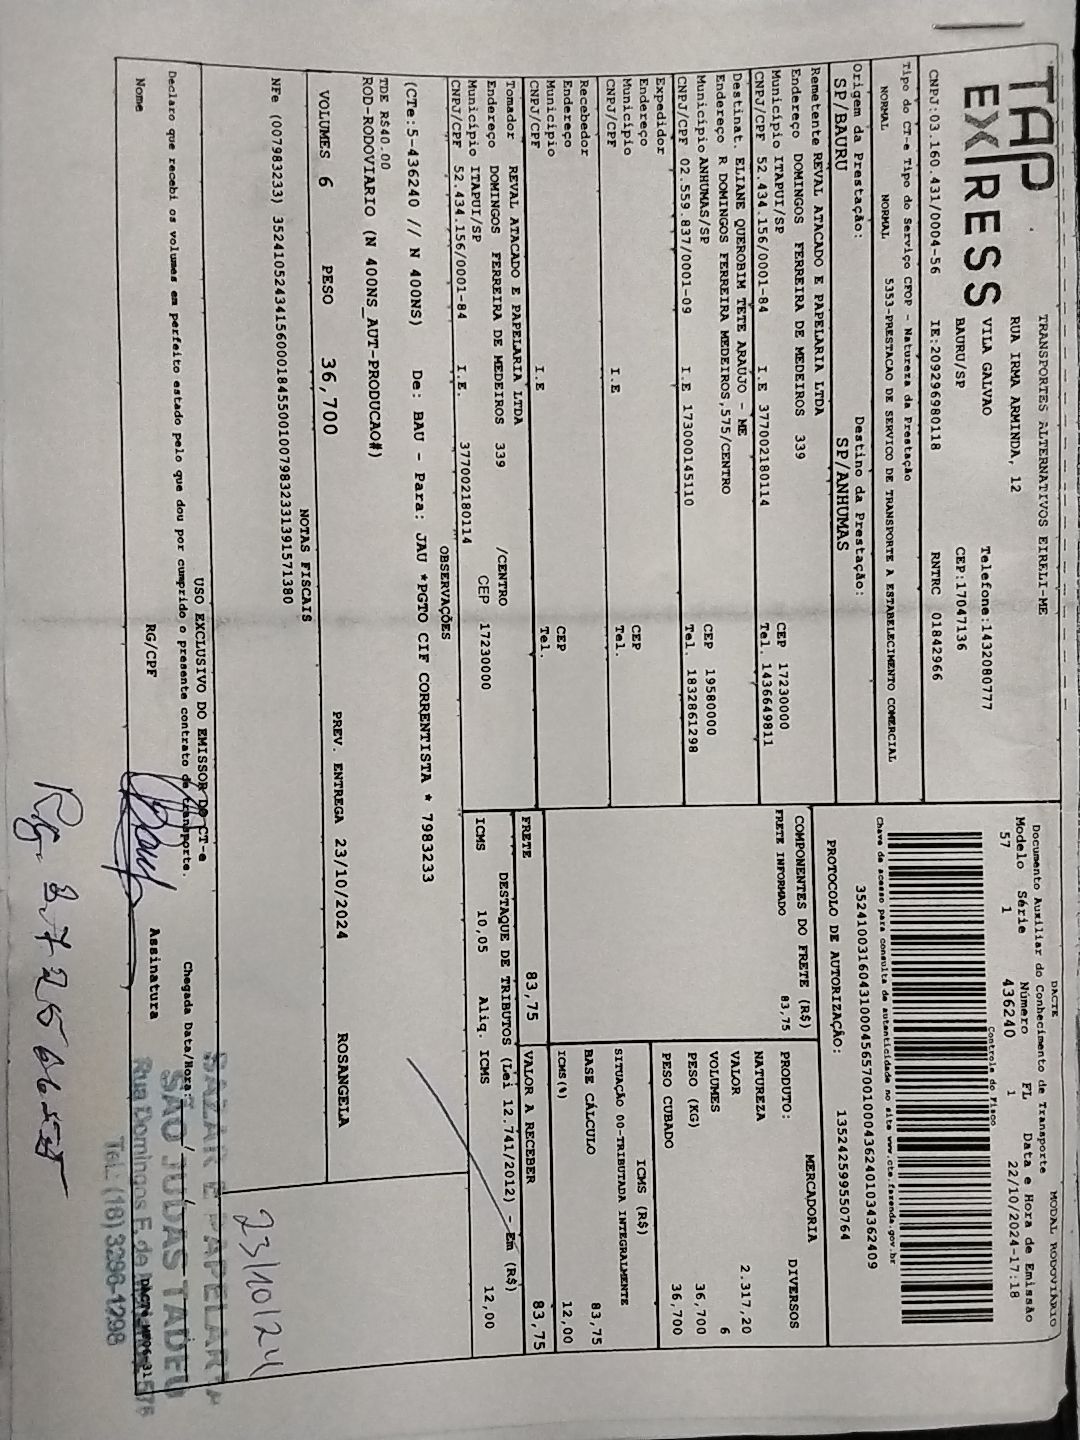 TAP
EXPRESS
TRANSPORTES ALTERNATIVOS EIRELI-ME
RUA IRMA ARMINDA, 12
VILA GALVAO Telefone:1432080777
BAURU/SP CEP:17047136
CNPJ:03.160.431/0004-56 IE:209296980118 RNTRC 01842966
DACTE MODAL RODOVIÁRIO
Documento Auxiliar do Conhecimento de Transporte
Modelo Série Número FL Data e Hora de Emissão
57 1 436240 1 22/10/2024-17:18
Controle do Fisco
Chave de acesso para consulta de autenticidade no site www.cte.fazenda.gov.br
35241003160431000456570010004362401034362409
PROTOCOLO DE AUTORIZAÇÃO: 135242599550764
Tipo do CT-e Tipo do Serviço CFOP - Natureza da Prestação
NORMAL NORMAL 5353-PRESTACAO DE SERVICO DE TRANSPORTE A ESTABELECIMENTO COMERCIAL
Origem da Prestação: Destino da Prestação:
SP/BAURU SP/ANHUMAS
Remetente REVAL ATACADO E PAPELARIA LTDA
Endereço DOMINGOS FERREIRA DE MEDEIROS 339
Município ITAPUI/SP CEP 17230000
CNPJ/CPF 52.434.156/0001-84 I.E 377002180114 Tel. 1436649811
Destinat. ELIANE QUEROBIM TETE ARAUJO - ME
Endereço R DOMINGOS FERREIRA MEDEIROS,575/CENTRO
Município ANHUMAS/SP CEP 19580000
CNPJ/CPF 02.559.837/0001-09 I.E 173000145110 Tel. 1832861298
Expedidor
Endereço
Município CEP
CNPJ/CPF I.E Tel.
Recebedor
Endereço
Município CEP
CNPJ/CPF I.E Tel.
Tomador REVAL ATACADO E PAPELARIA LTDA
Endereço DOMINGOS FERREIRA DE MEDEIROS 339 /CENTRO
Município ITAPUI/SP CEP 17230000
CNPJ/CPF 52.434.156/0001-84 I.E. 377002180114
COMPONENTES DO FRETE (R$)
FRETE INFORMADO 83,75
FRETE 83,75
PRODUTO: MERCADORIA
NATUREZA DIVERSOS
VALOR 2.317,20
VOLUMES 6
PESO (KG) 36,700
PESO CUBADO 36,700
ICMS (R$)
SITUAÇÃO 00-TRIBUTADA INTEGRALMENTE
BASE CÁLCULO 83,75
ICMS(%) 12,00
VALOR A RECEBER 83,75
DESTAQUE DE TRIBUTOS (Lei 12.741/2012) - Em (R$)
ICMS 10,05 Aliq. ICMS 12,00
OBSERVAÇÕES
(CTe:5-436240 // N 400NS) De: BAU - Para: JAU *PGTO CIF CORRENTISTA * 7983233
TDE R$40.00
ROD-RODOVIARIO (N 400NS_AUT-PRODUCAO#)
VOLUMES 6 PESO 36,700 PREV. ENTREGA 23/10/2024 ROSANGELA
NOTAS FISCAIS
NFe (007983233) 35241052434156000184550010079832331391571380
23/10/24
USO EXCLUSIVO DO EMISSOR DO CT-e
Declaro que recebi os volumes em perfeito estado pelo que dou por cumprido o presente contrato de transporte.
Chegada Data/Hora:
Nome RG/CPF Assinatura
BAZAR E PAPELARIA
SÃO JUDAS TADEU
Rua Domingos F. de
Tel.: (18) 3286-1298